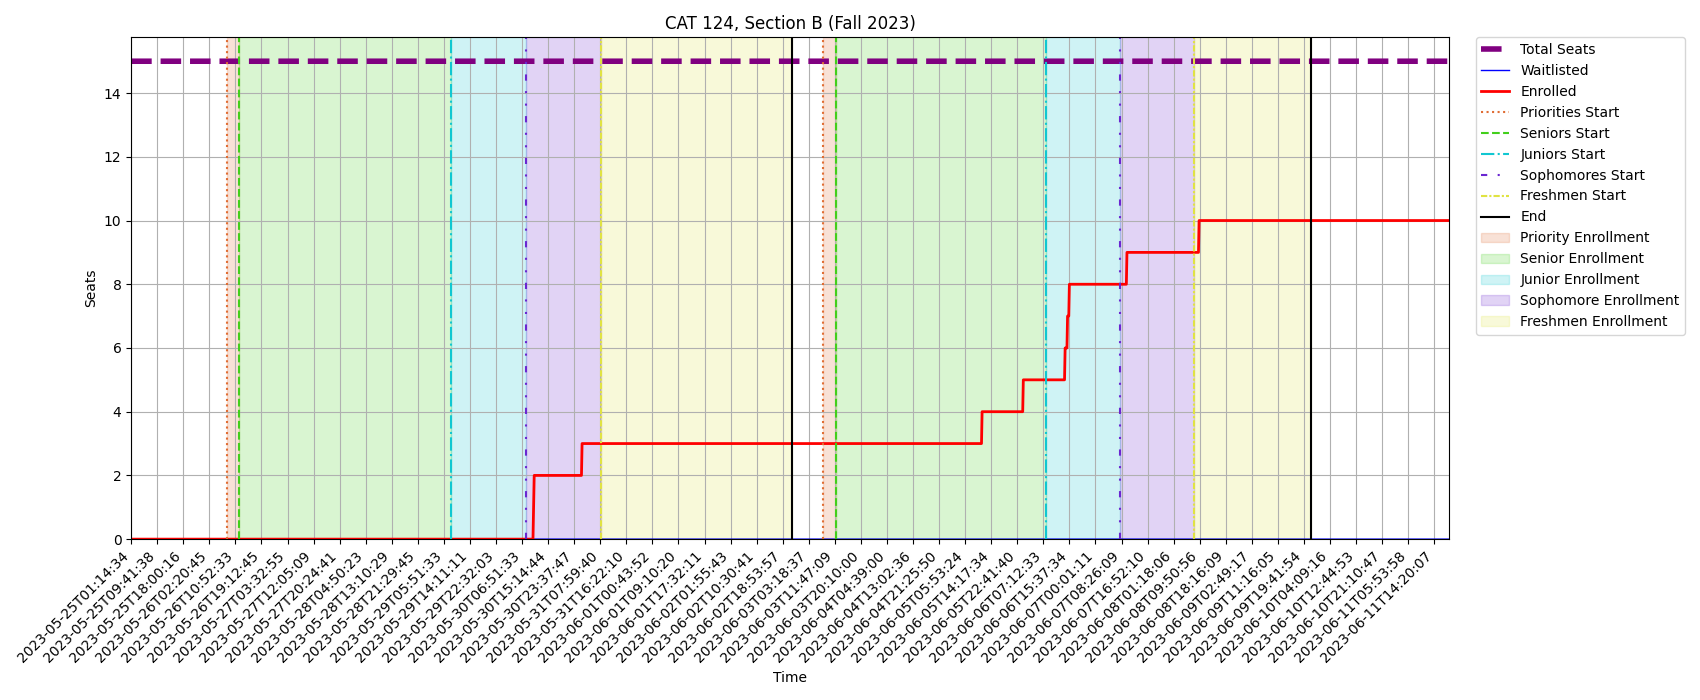 CAT 124, Section B (Fall 2023)
Total Seats
Waitlisted
Enrolled
Priorities Start
Seniors Start
Juniors Start
Sophomores Start
Freshmen Start
End
Priority Enrollment
Senior Enrollment
Junior Enrollment
Sophomore Enrollment
Freshmen Enrollment
Seats
14
12
10
8
6
4
2
0
2023-05-25T01:14:34
2023-05-25T09:41:38
2023-05-25T18:00:16
2023-05-26T02:20:45
2023-05-26T10:52:33
2023-05-26T19:12:45
2023-05-27T03:32:55
2023-05-27T12:05:09
2023-05-27T20:24:41
2023-05-28T04:50:23
2023-05-28T13:10:29
2023-05-28T21:29:45
2023-05-29T05:51:33
2023-05-29T14:11:11
2023-05-29T22:32:03
2023-05-30T06:51:33
2023-05-30T15:14:44
2023-05-30T23:37:47
2023-05-31T07:59:40
2023-05-31T16:22:10
2023-06-01T00:43:52
2023-06-01T09:10:20
2023-06-01T17:32:11
2023-06-02T01:55:43
2023-06-02T10:30:41
2023-06-02T18:53:57
2023-06-03T03:18:37
2023-06-03T11:47:09
2023-06-03T20:10:00
2023-06-04T04:39:00
2023-06-04T13:02:36
2023-06-04T21:25:50
2023-06-05T05:53:24
2023-06-05T14:17:34
2023-06-05T22:41:40
2023-06-06T07:12:33
2023-06-06T15:37:34
2023-06-07T00:01:11
2023-06-07T08:26:09
2023-06-07T16:52:10
2023-06-08T01:18:06
2023-06-08T09:50:56
2023-06-08T18:16:09
2023-06-09T02:49:17
2023-06-09T11:16:05
2023-06-09T19:41:54
2023-06-10T04:09:16
2023-06-10T12:44:53
2023-06-10T21:10:47
2023-06-11T05:53:58
2023-06-11T14:20:07
Time